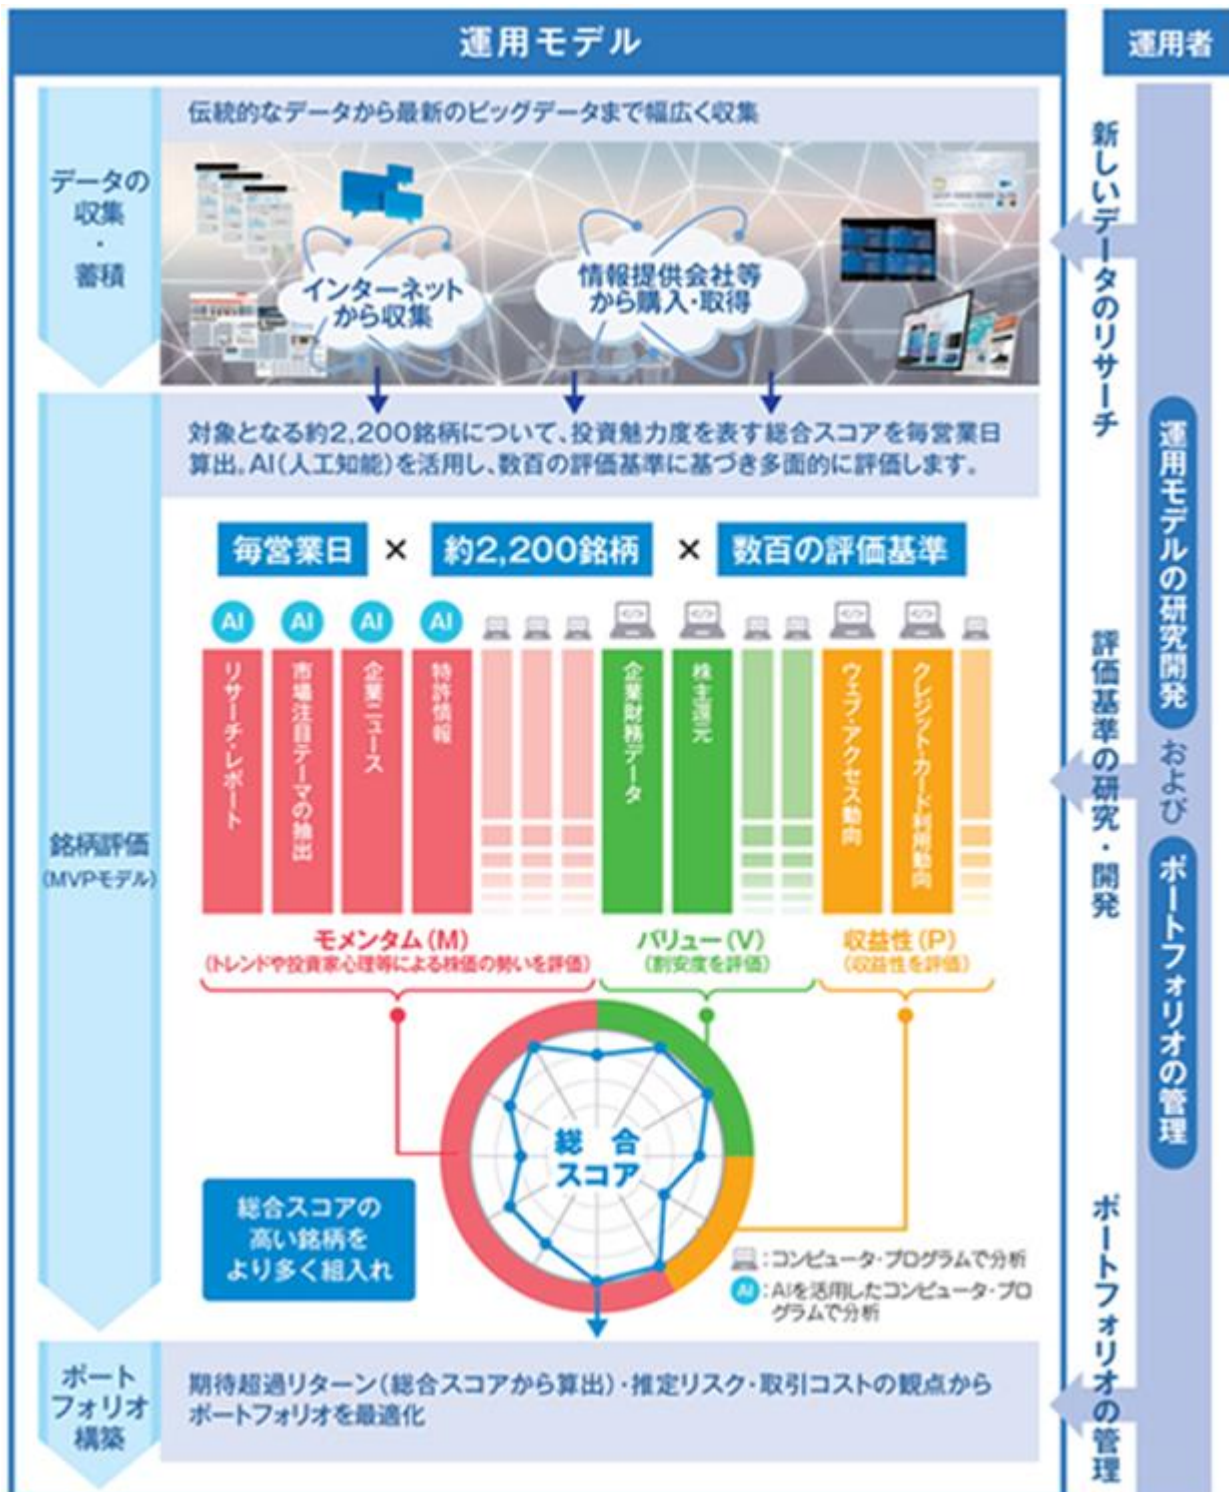 運用モデル
運用者
データの
収集
・
蓄積
伝統的なデータから最新のビッグデータまで幅広く収集
インターネット
から収集
情報提供会社等
から購入・取得
新しいデータのリサーチ
銘柄評価
(MVPモデル)
対象となる約2,200銘柄について、投資魅力度を表す総合スコアを毎営業日
算出。AI(人工知能)を活用し、数百の評価基準に基づき多面的に評価します。
毎営業日 × 約2,200銘柄 × 数百の評価基準
AI
AI
AI
AI
リサーチ・レポート
市場注目テーマの抽出
企業ニュース
特許情報
企業財務データ
株主還元
ウェブ・アクセス動向
クレジット・カード利用動向
モメンタム(M)
(トレンドや投資家心理等による株価の勢いを評価)
バリュー(V)
(割安度を評価)
収益性(P)
(収益性を評価)
評価基準の研究・開発
運用モデルの研究開発
および
ポートフォリオの管理
総合
スコア
総合スコアの
高い銘柄を
より多く組入れ
:コンピュータ・プログラムで分析
AI:AIを活用したコンピュータ・プロ
グラムで分析
ポート
フォリオ
構築
期待超過リターン(総合スコアから算出)・推定リスク・取引コストの観点から
ポートフォリオを最適化
ポートフォリオの管理